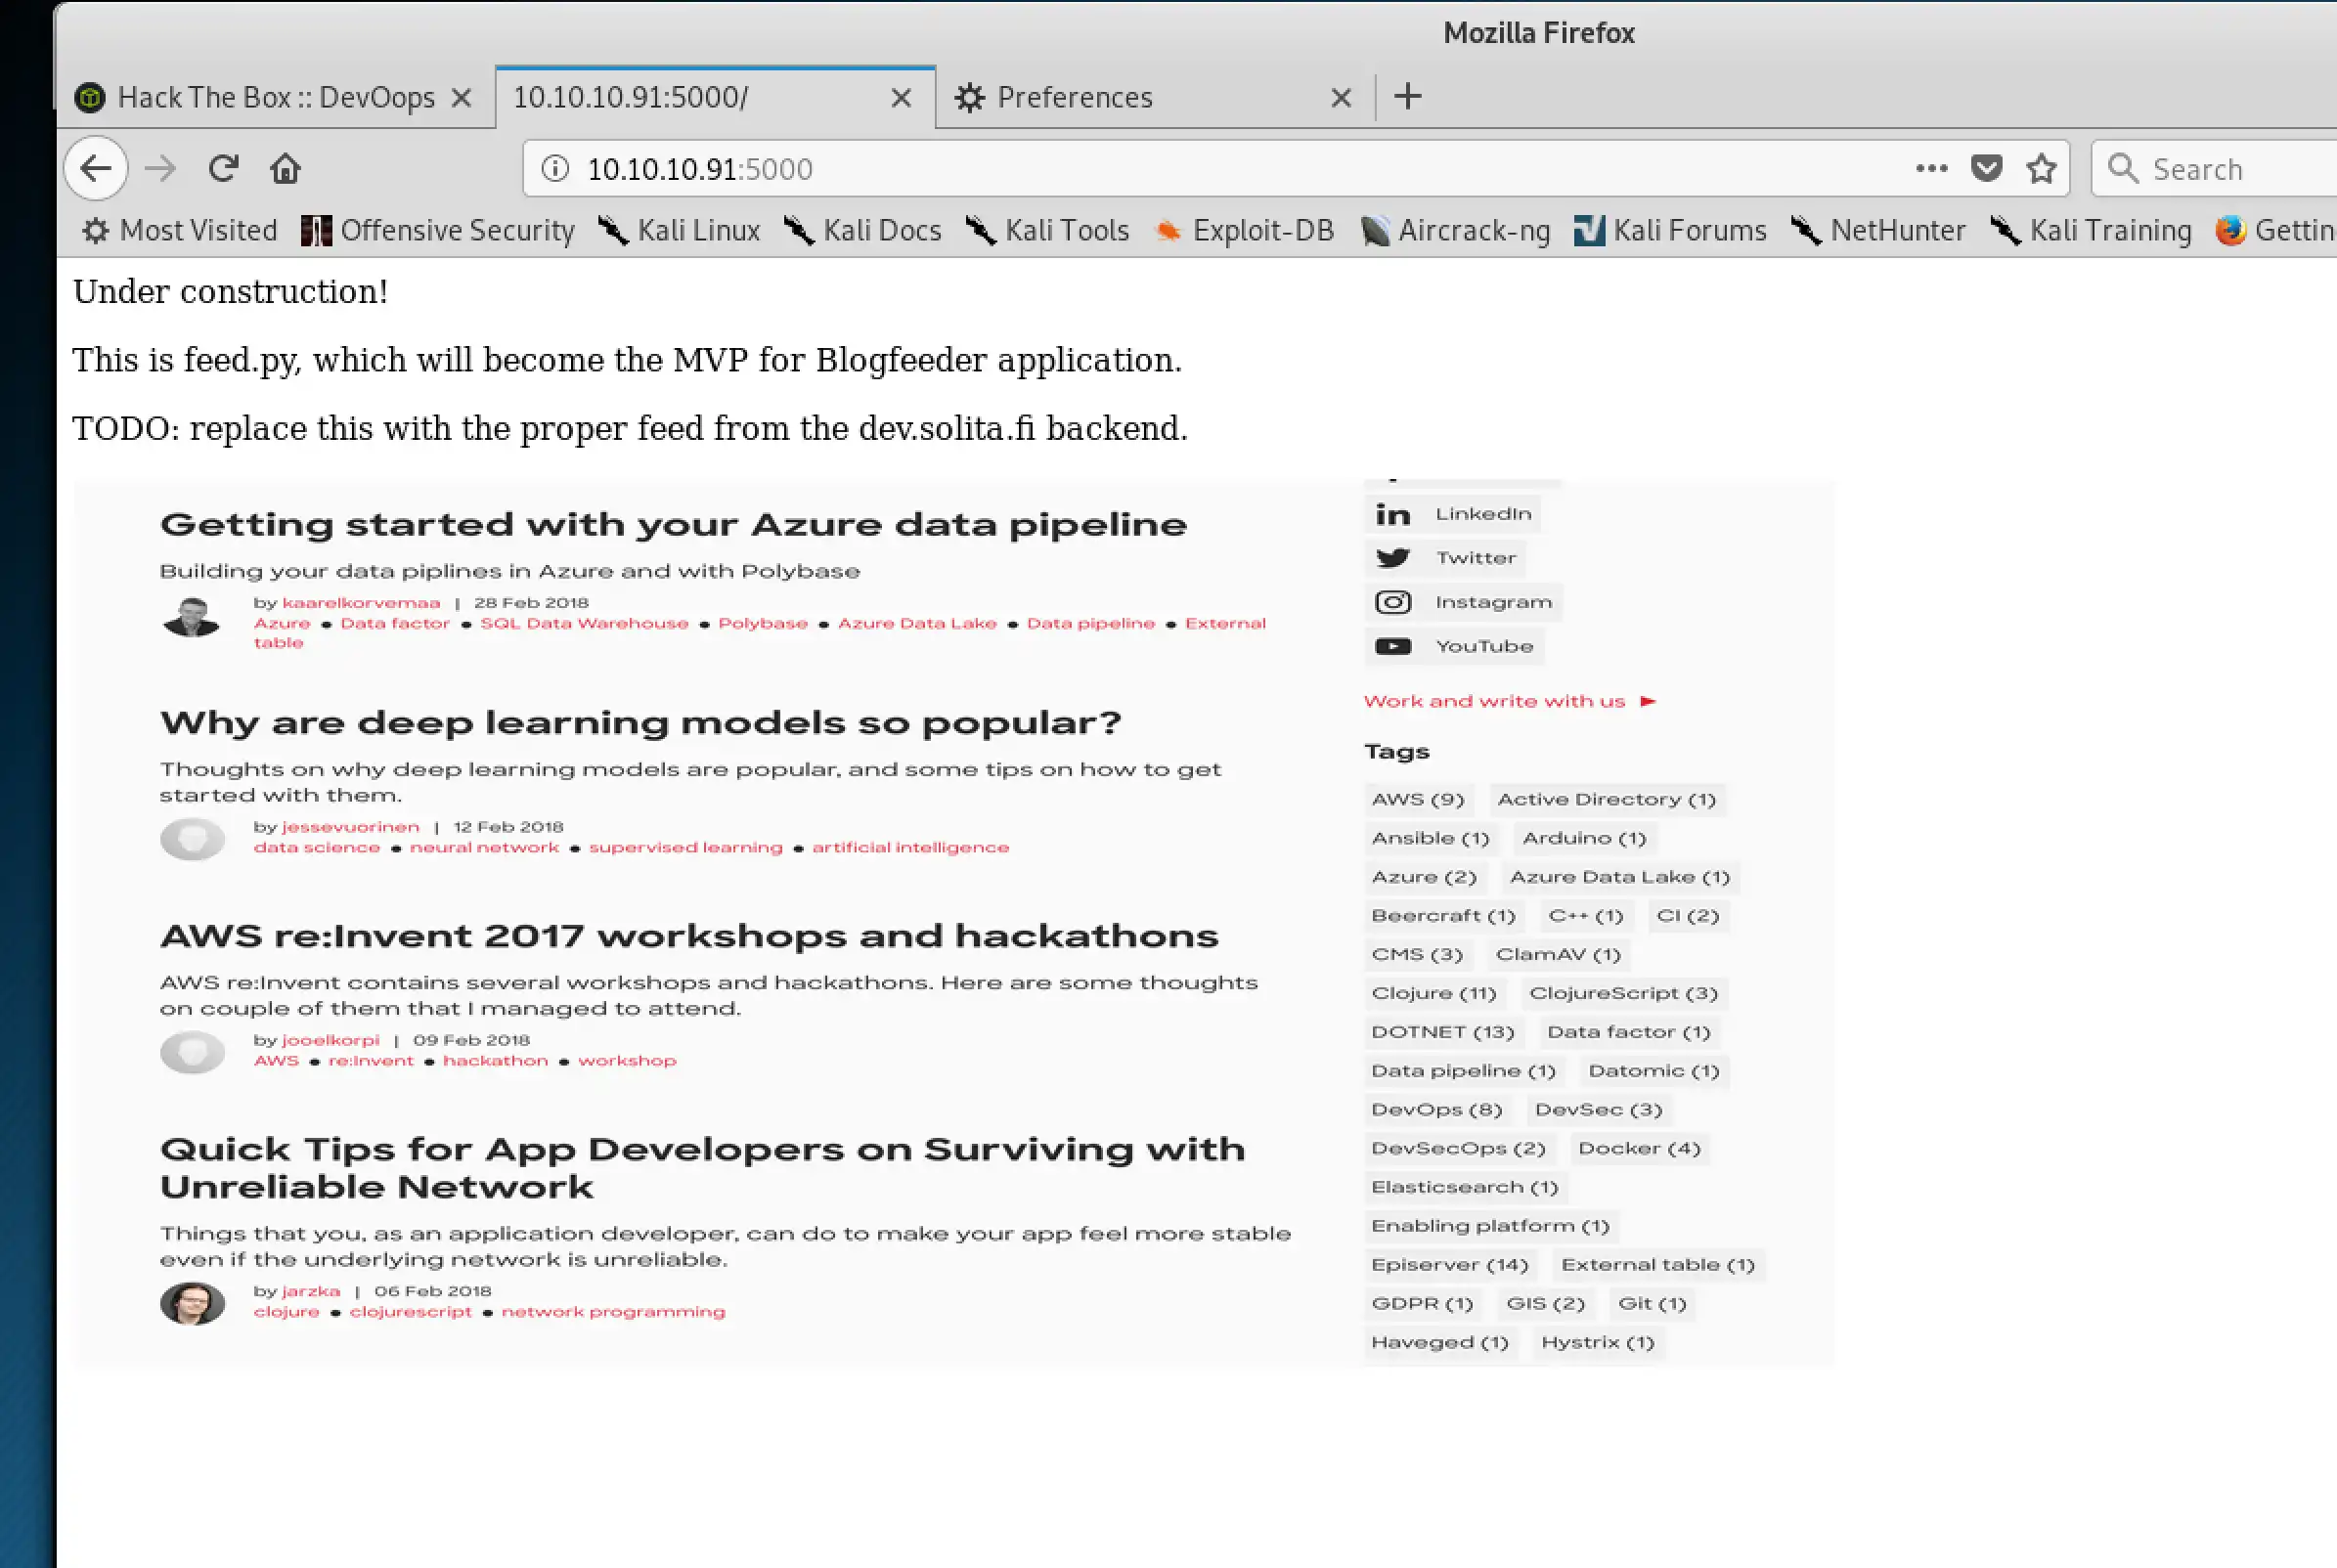 Mozilla Firefox
Hack The Box :: DevOops
10.10.10.91:5000/
Preferences
10.10.10.91:5000
Search
Most Visited
Offensive Security
Kali Linux
Kali Docs
Kali Tools
Exploit-DB
Aircrack-ng
Kali Forums
NetHunter
Kali Training
Gettin
Under construction!
This is feed.py, which will become the MVP for Blogfeeder application.
TODO: replace this with the proper feed from the dev.solita.fi backend.
Getting started with your Azure data pipeline
Building your data piplines in Azure and with Polybase
by kaarelkorvemaa | 28 Feb 2018
Azure ● Data factor ● SQL Data Warehouse ● Polybase ● Azure Data Lake ● Data pipeline ● External
table
Why are deep learning models so popular?
Thoughts on why deep learning models are popular, and some tips on how to get
started with them.
by jessevuorinen | 12 Feb 2018
data science ● neural network ● supervised learning ● artificial intelligence
AWS re:Invent 2017 workshops and hackathons
AWS re:Invent contains several workshops and hackathons. Here are some thoughts
on couple of them that I managed to attend.
by jooelkorpi | 09 Feb 2018
AWS ● re:Invent ● hackathon ● workshop
Quick Tips for App Developers on Surviving with
Unreliable Network
Things that you, as an application developer, can do to make your app feel more stable
even if the underlying network is unreliable.
by jarzka | 06 Feb 2018
clojure ● clojurescript ● network programming
LinkedIn
Twitter
Instagram
YouTube
Work and write with us ►
Tags
AWS (9) Active Directory (1)
Ansible (1) Arduino (1)
Azure (2) Azure Data Lake (1)
Beercraft (1) C++ (1) CI (2)
CMS (3) ClamAV (1)
Clojure (11) ClojureScript (3)
DOTNET (13) Data factor (1)
Data pipeline (1) Datomic (1)
DevOps (8) DevSec (3)
DevSecOps (2) Docker (4)
Elasticsearch (1)
Enabling platform (1)
Episerver (14) External table (1)
GDPR (1) GIS (2) Git (1)
Haveged (1) Hystrix (1)